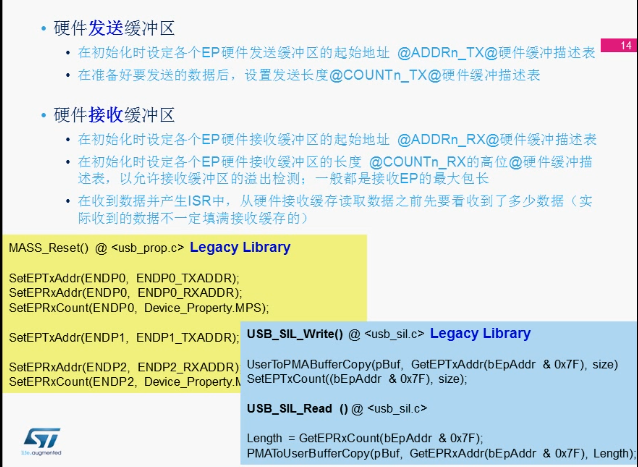 • 硬件发送缓冲区
• 在初始化时设定各个EP硬件发送缓冲区的起始地址 @ADDRn_TX@硬件缓冲描述表
14
• 在准备好要发送的数据后，设置发送长度@COUNTn_TX@硬件缓冲描述表
• 硬件接收缓冲区
• 在初始化时设定各个EP硬件接收缓冲区的起始地址 @ADDRn_RX@硬件缓冲描述表
• 在初始化时设定各个EP硬件接收缓冲区的长度 @COUNTn_RX的高位@硬件缓冲描
述表，以允许接收缓冲区的溢出检测；一般都是接收EP的最大包长
• 在收到数据并产生ISR中，从硬件接收缓存读取数据之前先要看收到了多少数据（实
际收到的数据不一定填满接收缓存的）
MASS_Reset() @ <usb_prop.c> Legacy Library
SetEPTxAddr(ENDP0, ENDP0_TXADDR);
SetEPRxAddr(ENDP0, ENDP0_RXADDR);
SetEPRxCount(ENDP0, Device_Property.MPS);
SetEPTxAddr(ENDP1, ENDP1_TXADDR);
SetEPRxAddr(ENDP2, ENDP2_RXADDR)
SetEPRxCount(ENDP2, Device_Property.M
USB_SIL_Write() @ <usb_sil.c> Legacy Library
UserToPMABufferCopy(pBuf, GetEPTxAddr(bEpAddr & 0x7F), size)
SetEPTxCount((bEpAddr & 0x7F), size);
USB_SIL_Read () @ <usb_sil.c>
Length = GetEPRxCount(bEpAddr & 0x7F);
PMAToUserBufferCopy(pBuf, GetEPRxAddr(bEpAddr & 0x7F), Length);
ST
life.augmented